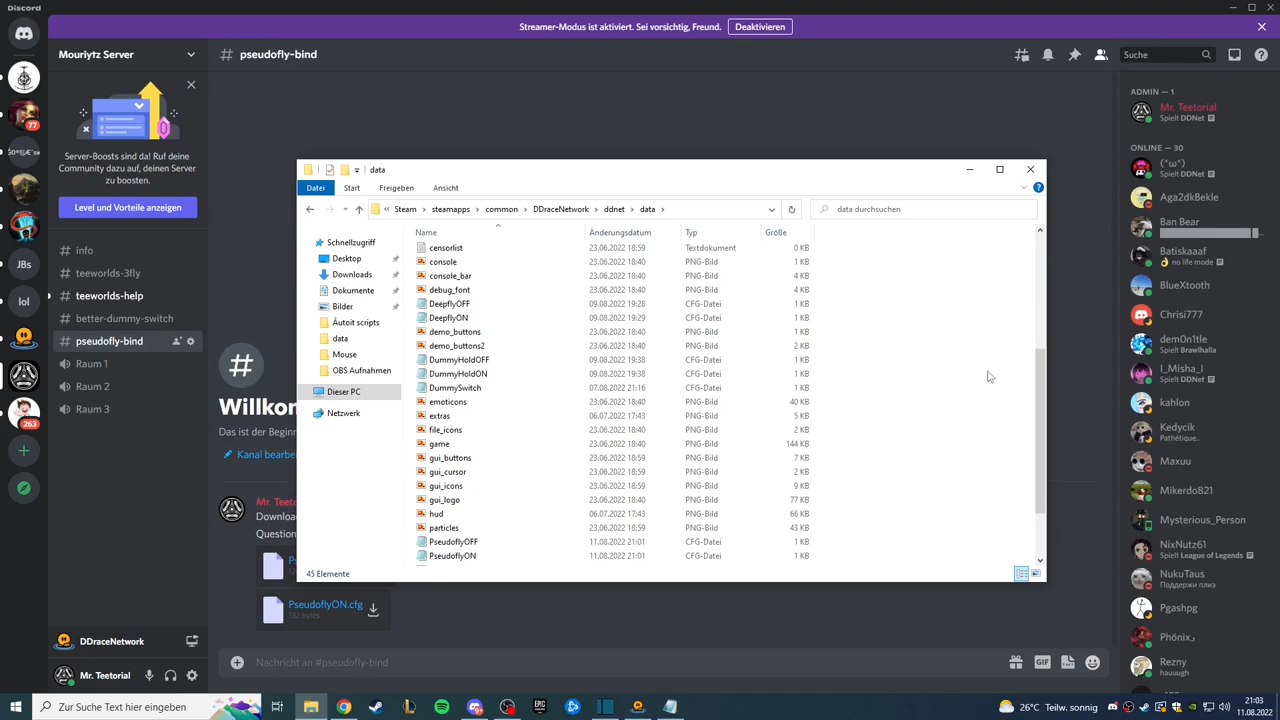 Discord
Streamer-Modus ist aktiviert. Sei vorsichtig, Freund.
Deaktivieren
Mouriytz Server
# pseudofly-bind
Suche
77
JBs
lol
263
Server-Boosts sind da! Ruf deine
Community dazu auf, deinen Server
zu boosten.
Level und Vorteile anzeigen
# info
# teeworlds-3fly
# teeworlds-help
# better-dummy-switch
# pseudofly-bind
Raum 1
Raum 2
Raum 3
DDraceNetwork
Mr. Teetorial
# Willkon
Das ist der Beginn
Kanal bearbe
Mr. Teeto
Downloa
Question
PseudoflyON.cfg
132 bytes
Nachricht an #pseudofly-bind
GIF
data
Datei Start Freigeben Ansicht
« Steam › steamapps › common › DDraceNetwork › ddnet › data ›
data durchsuchen
Schnellzugriff
Desktop
Downloads
Dokumente
Bilder
Äutoit scripts
data
Mouse
OBS Aufnahmen
Dieser PC
Netzwerk
Name Änderungsdatum Typ Größe
censorlist 23.06.2022 18:59 Textdokument 0 KB
console 23.06.2022 18:40 PNG-Bild 1 KB
console_bar 23.06.2022 18:40 PNG-Bild 4 KB
debug_font 23.06.2022 18:40 PNG-Bild 4 KB
DeepflyOFF 09.08.2022 19:28 CFG-Datei 1 KB
DeepflyON 09.08.2022 19:29 CFG-Datei 1 KB
demo_buttons 23.06.2022 18:40 PNG-Bild 1 KB
demo_buttons2 23.06.2022 18:40 PNG-Bild 2 KB
DummyHoldOFF 09.08.2022 19:38 CFG-Datei 1 KB
DummyHoldON 09.08.2022 19:38 CFG-Datei 1 KB
DummySwitch 07.08.2022 21:16 CFG-Datei 1 KB
emoticons 23.06.2022 18:40 PNG-Bild 40 KB
extras 06.07.2022 17:43 PNG-Bild 5 KB
file_icons 23.06.2022 18:40 PNG-Bild 2 KB
game 23.06.2022 18:40 PNG-Bild 144 KB
gui_buttons 23.06.2022 18:59 PNG-Bild 7 KB
gui_cursor 23.06.2022 18:59 PNG-Bild 2 KB
gui_icons 23.06.2022 18:59 PNG-Bild 9 KB
gui_logo 23.06.2022 18:40 PNG-Bild 77 KB
hud 06.07.2022 17:43 PNG-Bild 66 KB
particles 23.06.2022 18:59 PNG-Bild 43 KB
PseudoflyOFF 11.08.2022 21:01 CFG-Datei 1 KB
PseudoflyON 11.08.2022 21:01 CFG-Datei 1 KB
45 Elemente
ADMIN — 1
Mr. Teetorial
Spielt DDNet
ONLINE — 30
(*ω*)
Spielt DDNet
Aga2dkBekle
Ban Bear
Batiskaaaf
no life mode
BlueXtooth
Chrisi777
dem0n1tle
Spielt Brawlhalla
I_Misha_I
Spielt DDNet
kahlon
Kedycik
Pathétique..
Maxuu
Mikerdo821
Mysterious_Person
NixNutz61
Spielt League of Legends
NukuTaus
Поддержи плиз
Pgashpg
Phönix
Rezny
hauuugh
Zur Suche Text hier eingeben
EPIC
26°C Teilw. sonnig
21:03
11.08.2022